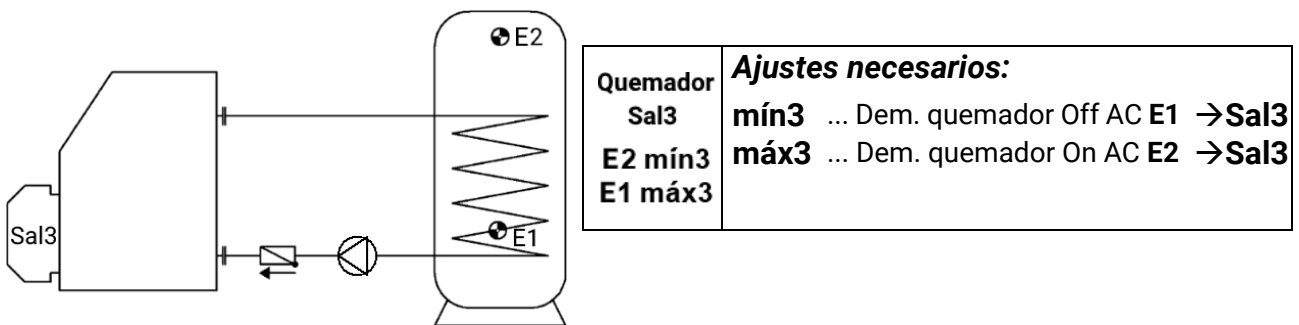 E2
E1
Sal3
Quemador
Sal3
E2 mín3
E1 máx3
Ajustes necesarios:
mín3 ... Dem. quemador Off AC E1 →Sal3
máx3 ... Dem. quemador On AC E2 →Sal3